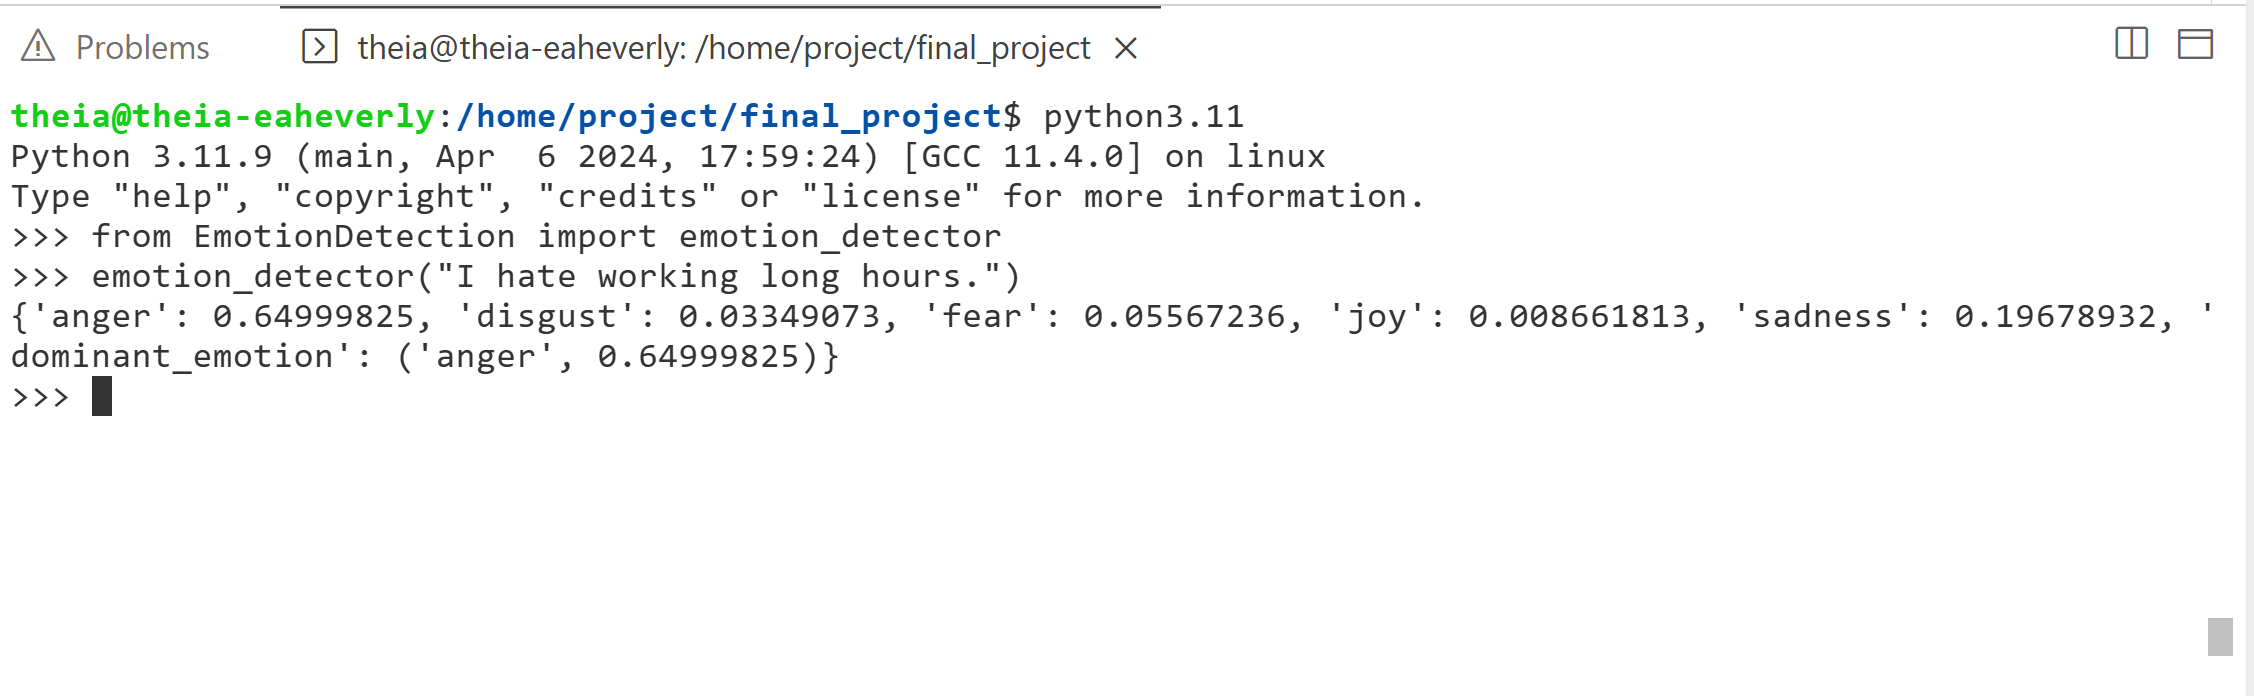 Problems
theia@theia-eaheverly: /home/project/final_project
theia@theia-eaheverly:/home/project/final_project$ python3.11
Python 3.11.9 (main, Apr  6 2024, 17:59:24) [GCC 11.4.0] on linux
Type "help", "copyright", "credits" or "license" for more information.
>>> from EmotionDetection import emotion_detector
>>> emotion_detector("I hate working long hours.")
{'anger': 0.64999825, 'disgust': 0.03349073, 'fear': 0.05567236, 'joy': 0.008661813, 'sadness': 0.19678932, '
dominant_emotion': ('anger', 0.64999825)}
>>>